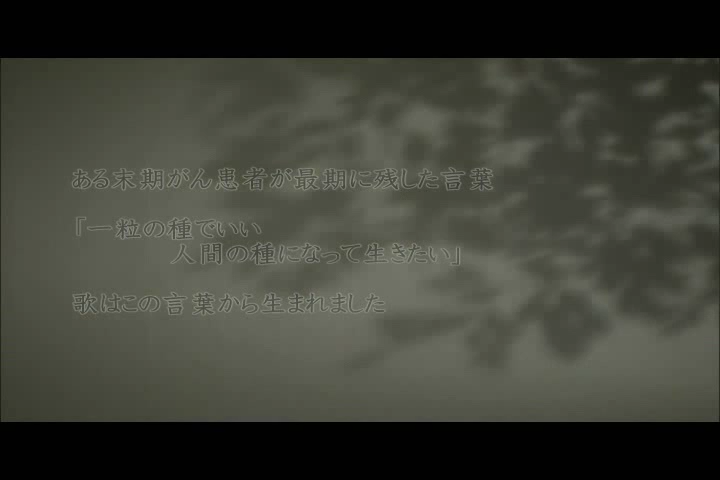 ある末期がん患者が最期に残した言葉
「一粒の種でいい
人間の種になって生きたい」
歌はこの言葉から生まれました